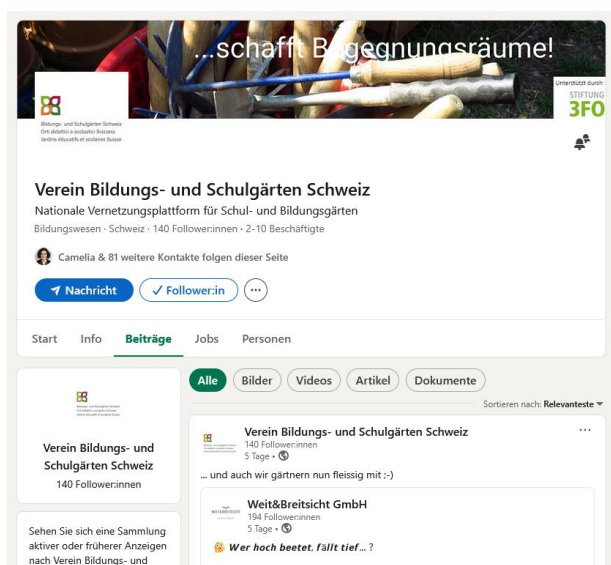 ...schafft Begegnungsräume!
Unterstützt durch:
STIFTUNG
3FO
Bildungs- und Schulgärten Schweiz
Orti didattici e scolastici Svizzera
Jardins éducatifs et scolaires Suisse
Verein Bildungs- und Schulgärten Schweiz
Nationale Vernetzungsplattform für Schul- und Bildungsgärten
Bildungswesen · Schweiz · 140 Follower:innen · 2-10 Beschäftigte
Camelia & 81 weitere Kontakte folgen dieser Seite
Nachricht
✓ Follower:in
Start Info Beiträge Jobs Personen
Alle Bilder Videos Artikel Dokumente
Sortieren nach: Relevanteste
Verein Bildungs- und
Schulgärten Schweiz
140 Follower:innen
Sehen Sie sich eine Sammlung
aktiver oder früherer Anzeigen
nach Verein Bildungs- und
Verein Bildungs- und Schulgärten Schweiz
140 Follower:innen
5 Tage •
... und auch wir gärtnern nun fleissig mit ;-)
WEIT&BREITSICHT
Weit&Breitsicht GmbH
194 Follower:innen
5 Tage •
🤔 Wer hoch beetet, fällt tief... ?